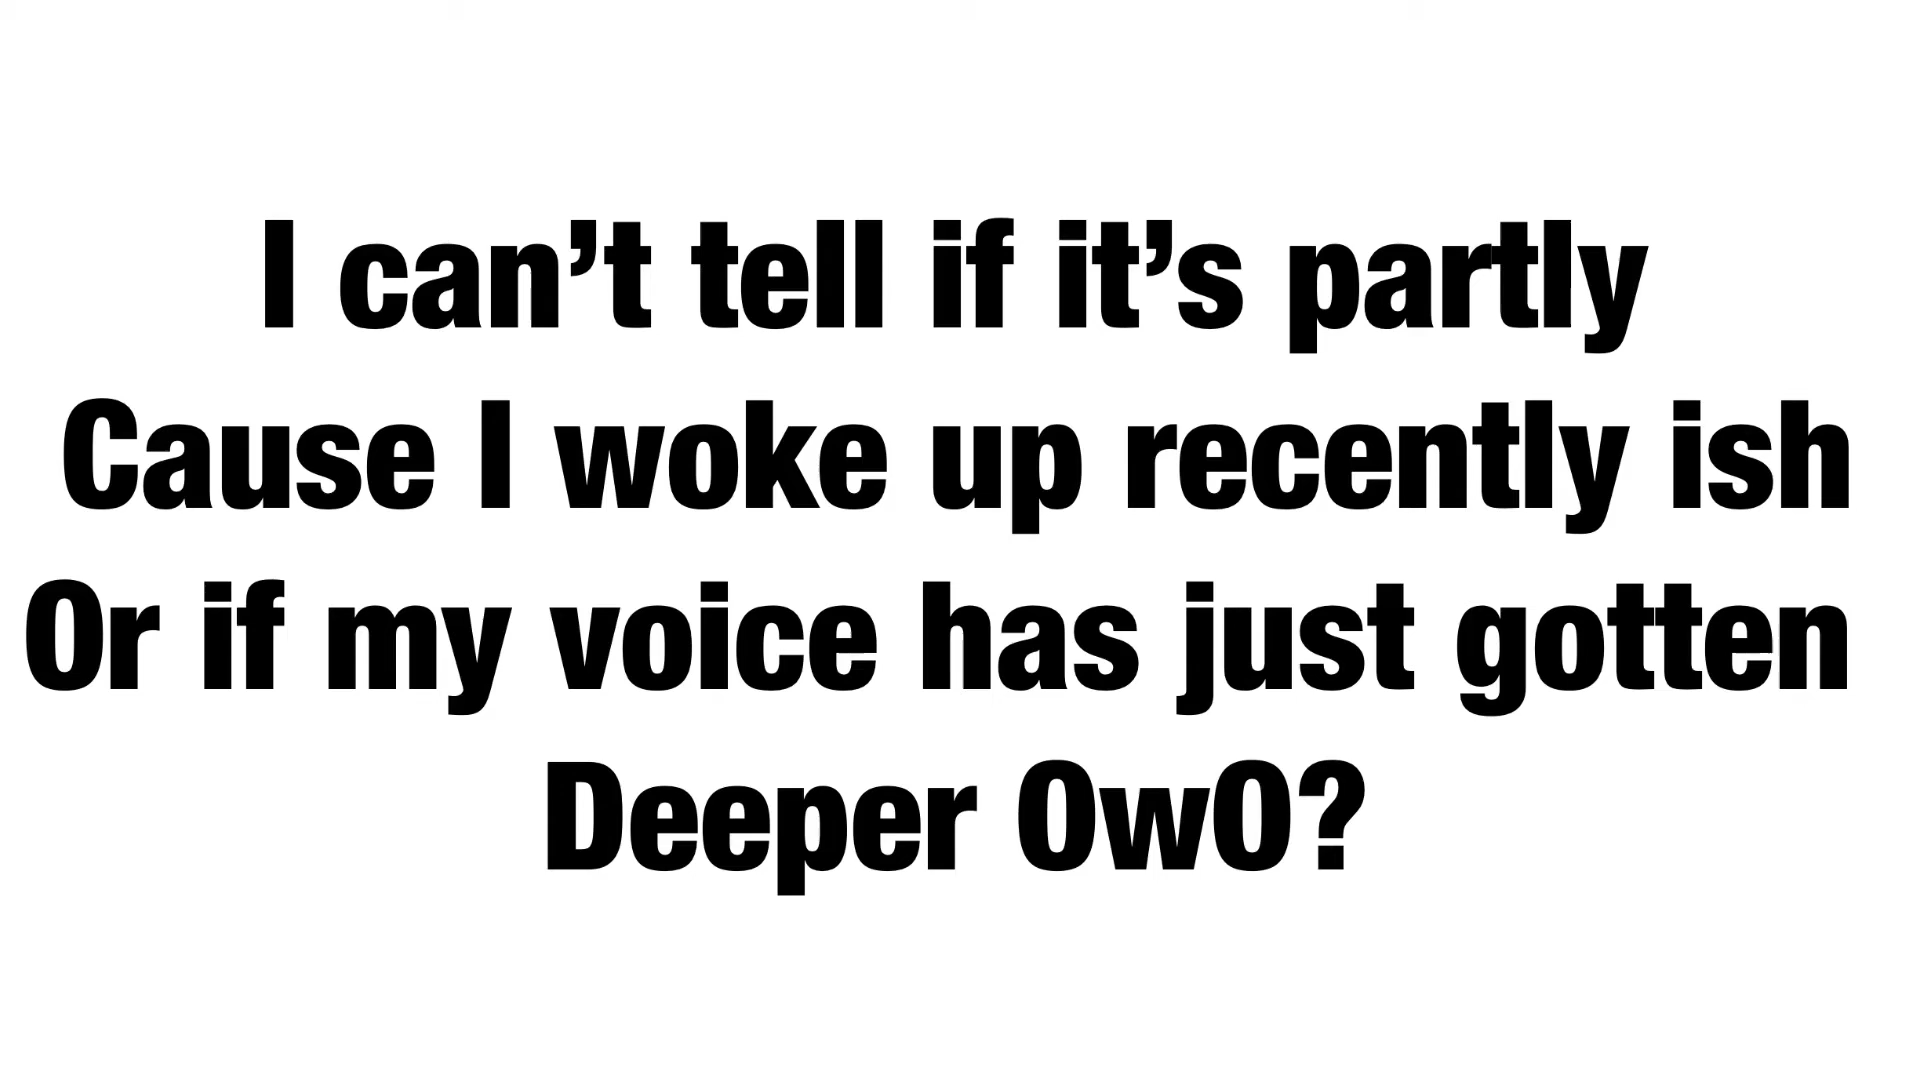 I can’t tell if it’s partly
Cause I woke up recently ish
Or if my voice has just gotten
Deeper OwO?